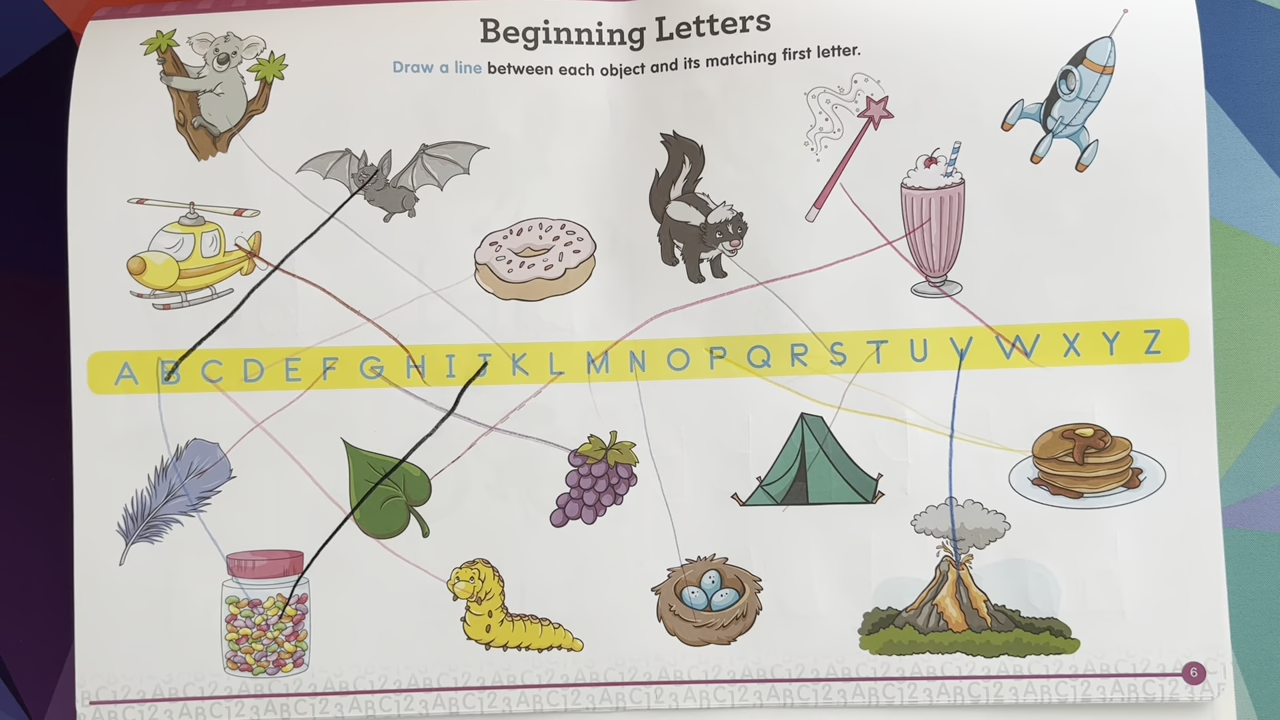 Beginning Letters
Draw a line between each object and its matching first letter.
A B C D E F G H I J K L M N O P Q R S T U V W X Y Z
6